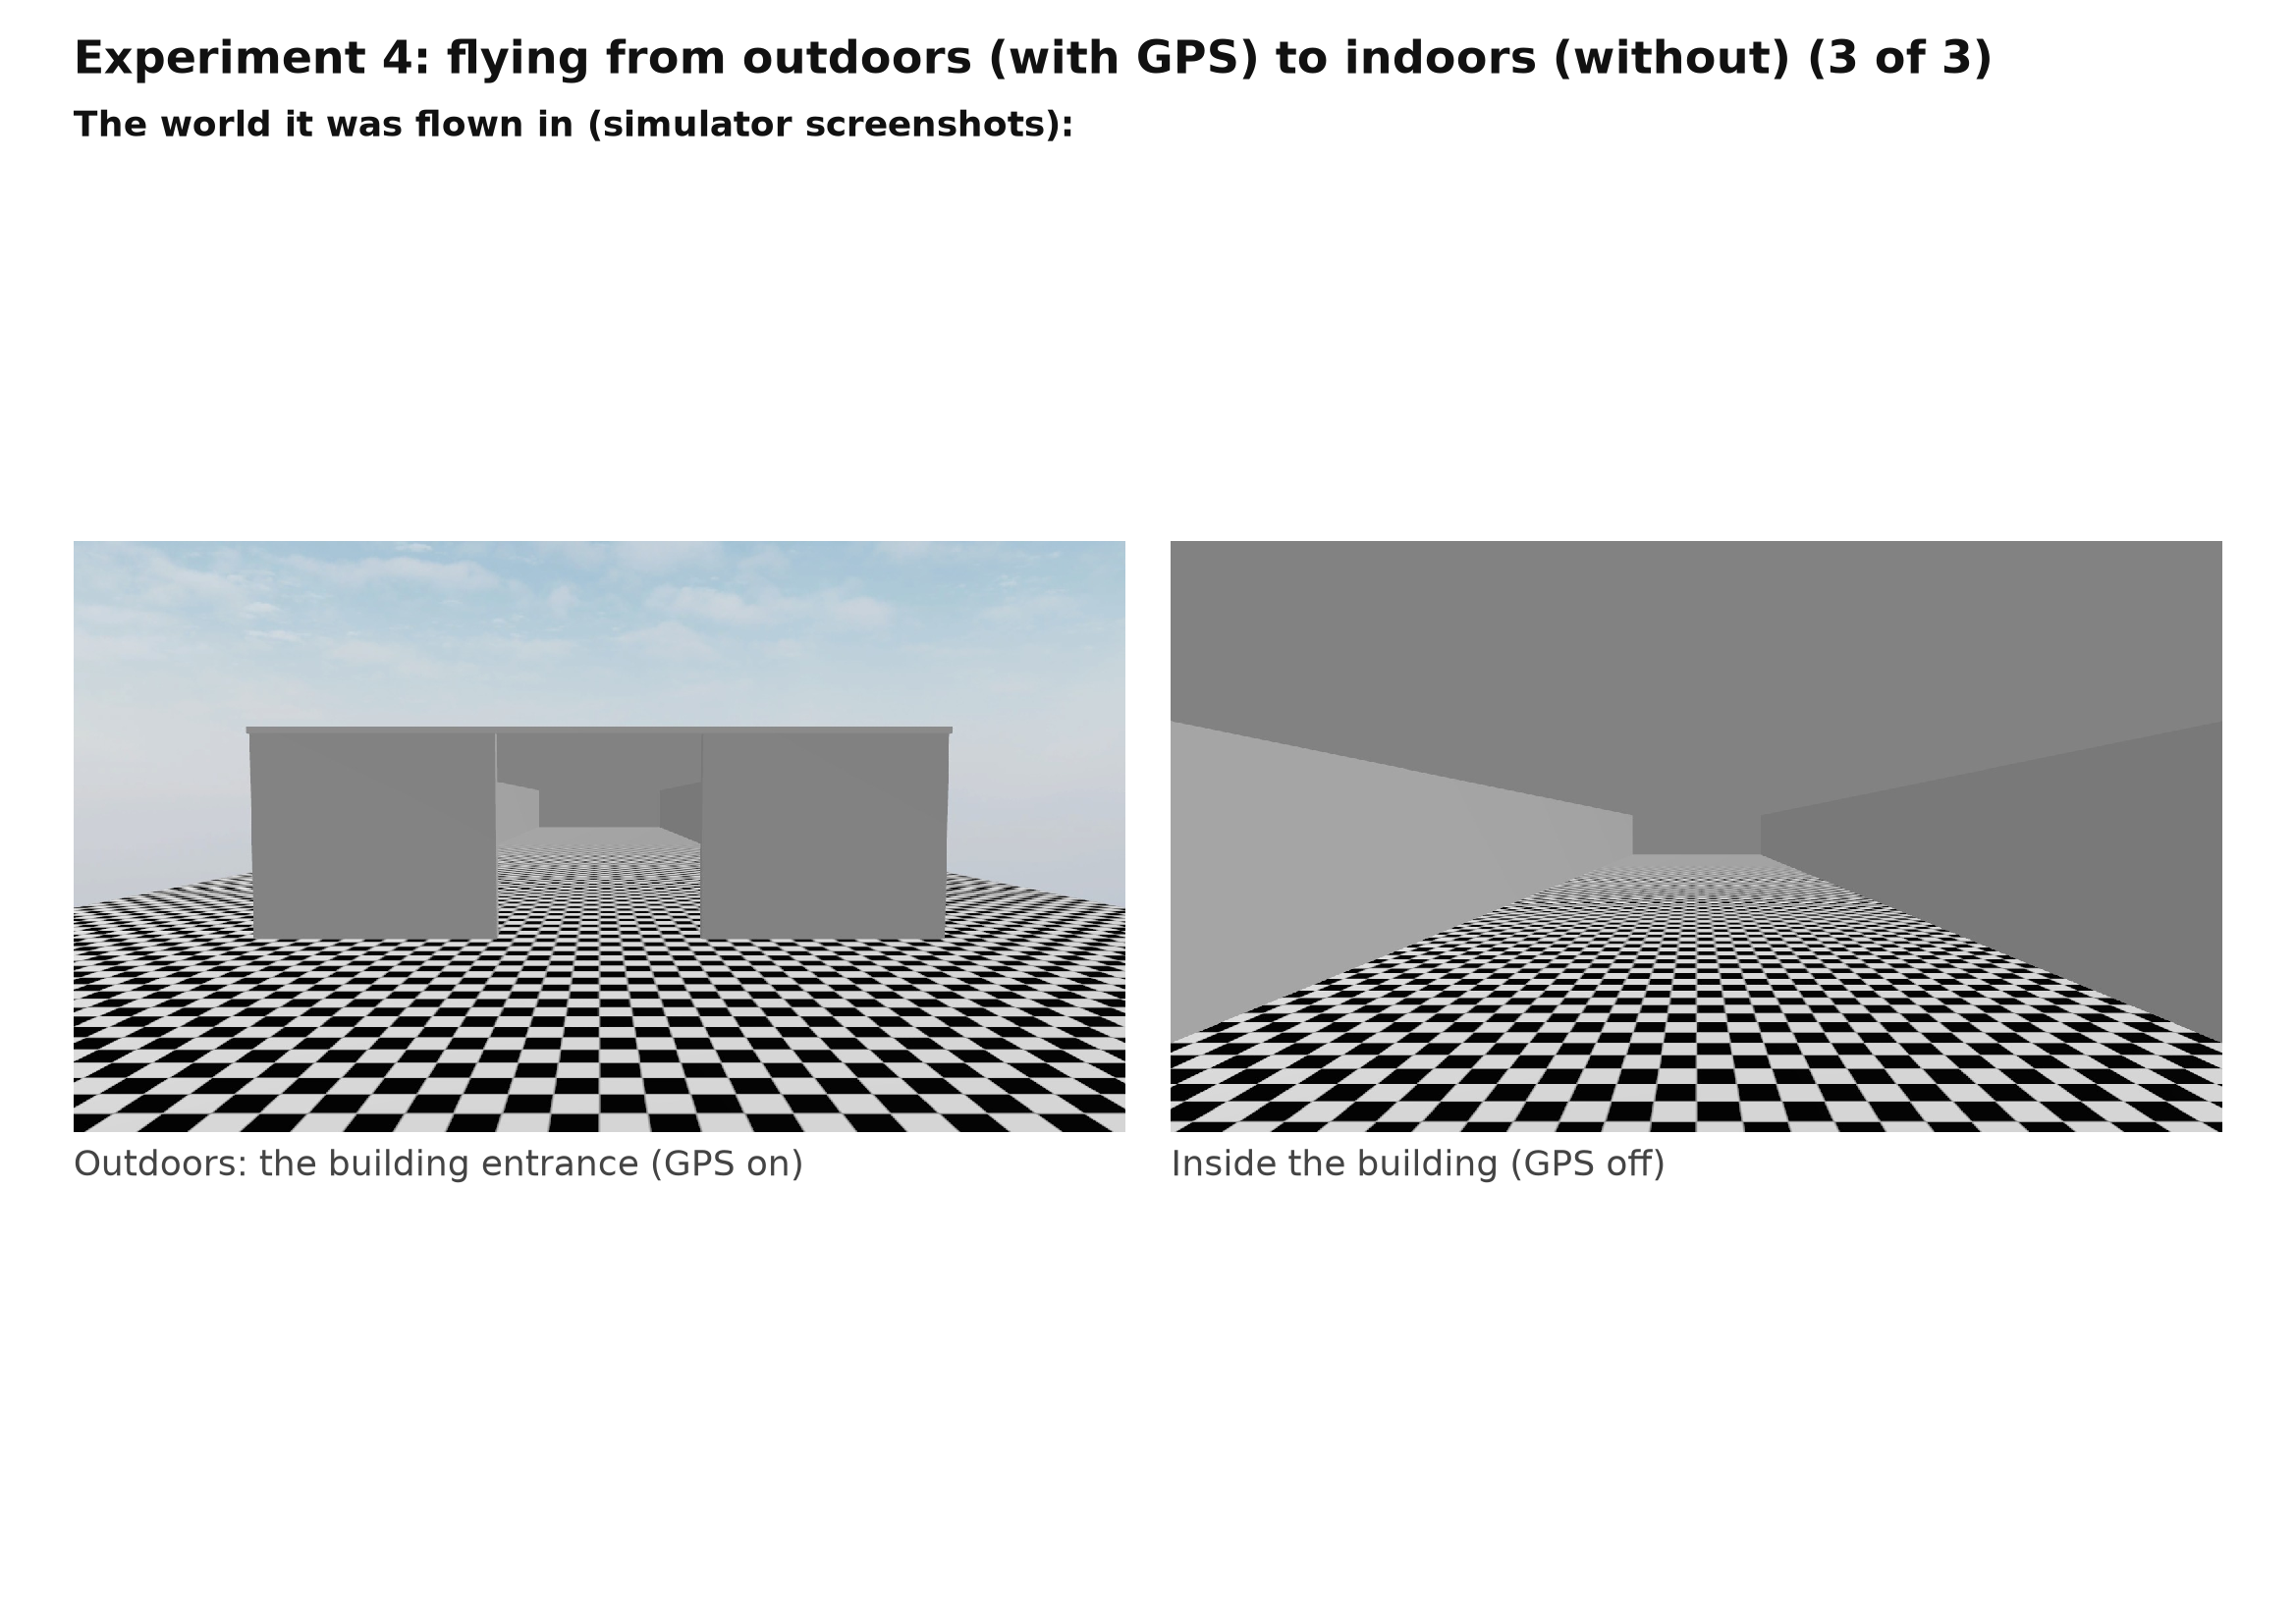 Experiment 4: flying from outdoors (with GPS) to indoors (without) (3 of 3)
The world it was flown in (simulator screenshots):
Outdoors: the building entrance (GPS on)
Inside the building (GPS off)